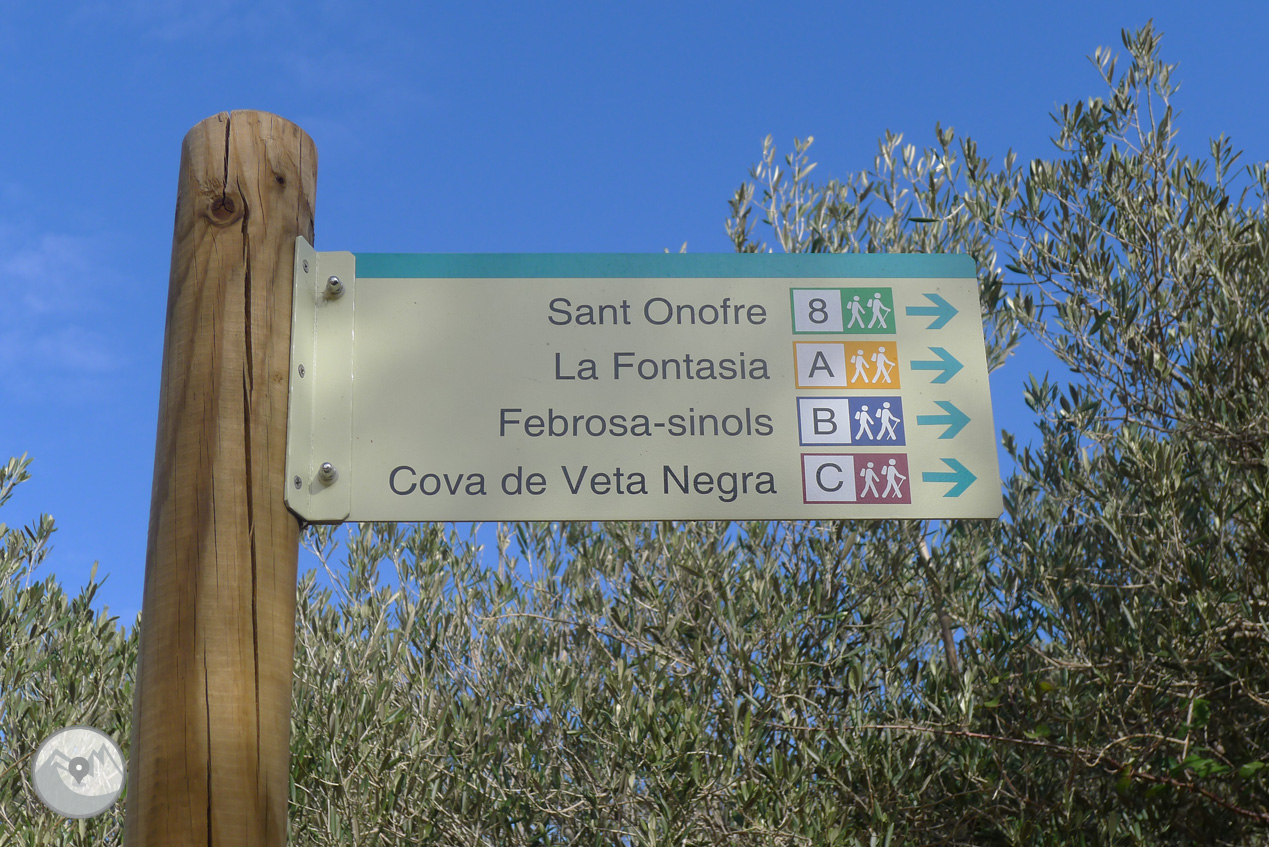 Sant Onofre 8
La Fontasia A
Febrosa-sinols B
Cova de Veta Negra C